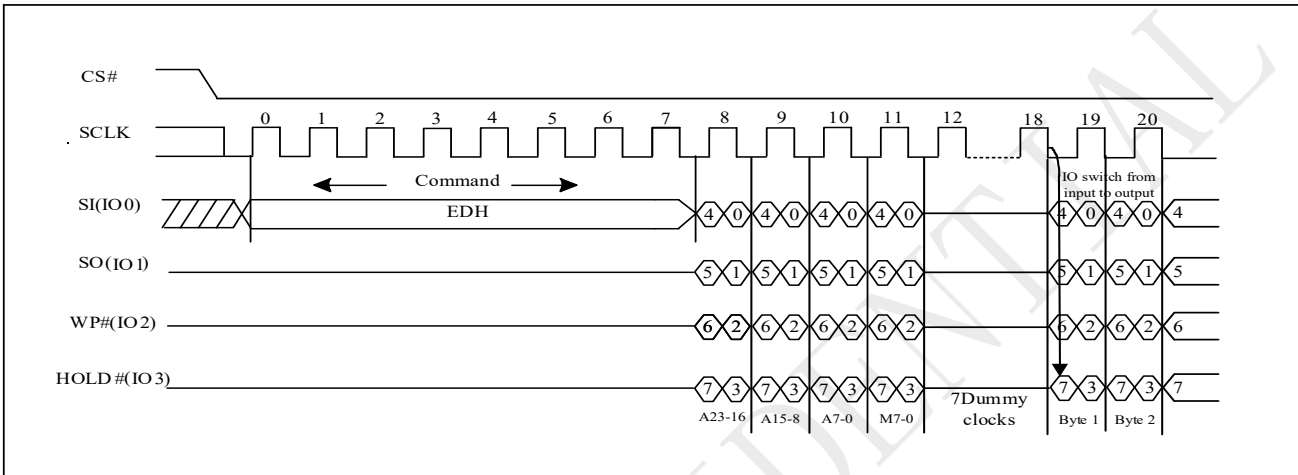 CS#
SCLK
0 1 2 3 4 5 6 7 8 9 10 11 12 18 19 20
Command
IO switch from
input to output
SI(IO0)
EDH
4 0 4 0 4 0 4 0 4 0 4 0 4
SO(IO1)
5 1 5 1 5 1 5 1 5 1 5 1 5
WP#(IO2)
6 2 6 2 6 2 6 2 6 2 6 2 6
HOLD#(IO3)
7 3 7 3 7 3 7 3 7 3 7 3 7
7Dummy
clocks
A23-16 A15-8 A7-0 M7-0 Byte 1 Byte 2
DENTIAL